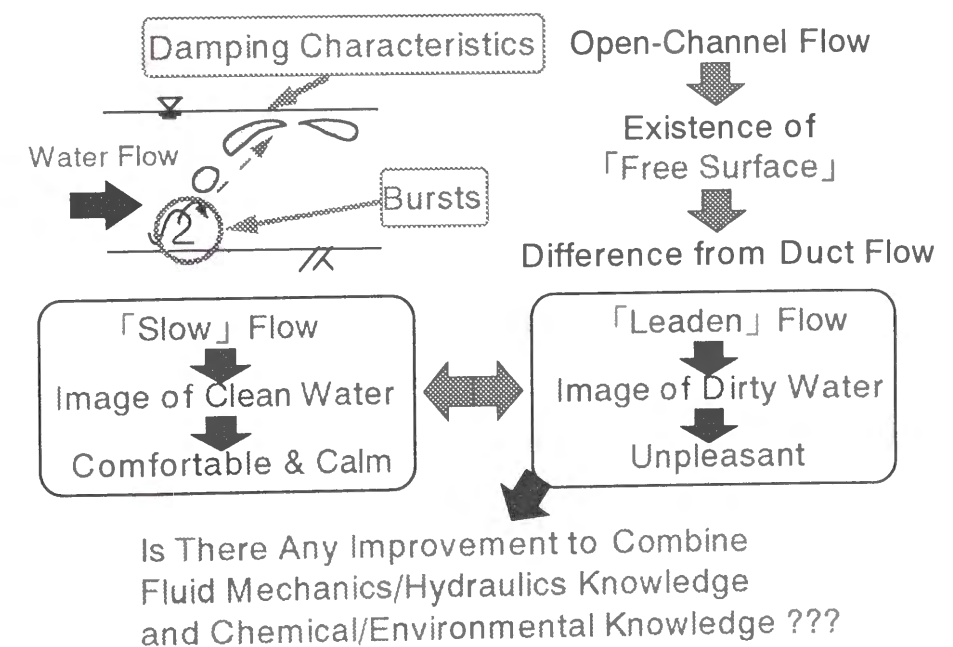 Damping Characteristics
Water Flow
Bursts
Open-Channel Flow
Existence of
「Free Surface」
Difference from Duct Flow
「Slow」 Flow
Image of Clean Water
Comfortable & Calm
「Leaden」 Flow
Image of Dirty Water
Unpleasant
Is There Any Improvement to Combine
Fluid Mechanics/Hydraulics Knowledge
and Chemical/Environmental Knowledge ???